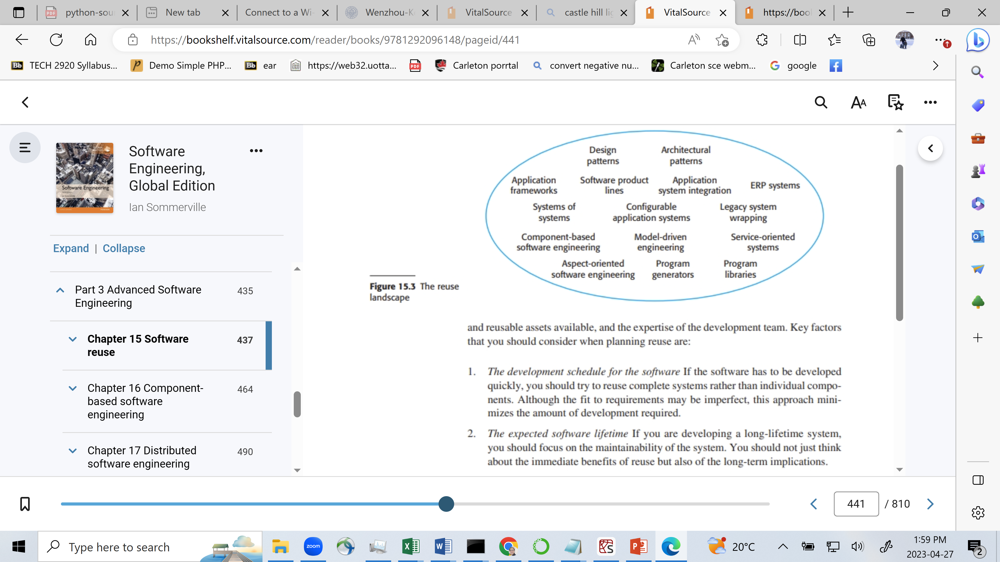 python-sou
New tab
Connect to a Wi-
Wenzhou-K
VitalSource
castle hill li
VitalSource
https://boo
https://bookshelf.vitalsource.com/reader/books/9781292096148/pageid/441
TECH 2920 Syllabus...
Demo Simple PHP...
ear
https://web32.uotta...
Carleton porrtal
convert negative nu...
Carleton sce webm...
google
Software
Engineering,
Global Edition
Ian Sommerville
Software Engineering
Expand | Collapse
Part 3 Advanced Software 435
Engineering
Chapter 15 Software 437
reuse
Chapter 16 Component- 464
based software
engineering
Chapter 17 Distributed 490
software engineering
Design
patterns
Architectural
patterns
Application
frameworks
Software product
lines
Application
system integration
ERP systems
Systems of
systems
Configurable
application systems
Legacy system
wrapping
Component-based
software engineering
Model-driven
engineering
Service-oriented
systems
Aspect-oriented
software engineering
Program
generators
Program
libraries
Figure 15.3 The reuse
landscape
and reusable assets available, and the expertise of the development team. Key factors
that you should consider when planning reuse are:
1. The development schedule for the software If the software has to be developed
quickly, you should try to reuse complete systems rather than individual compo-
nents. Although the fit to requirements may be imperfect, this approach mini-
mizes the amount of development required.
2. The expected software lifetime If you are developing a long-lifetime system,
you should focus on the maintainability of the system. You should not just think
about the immediate benefits of reuse but also of the long-term implications.
441 / 810
Type here to search
zoom
20°C
1:59 PM
2023-04-27
2